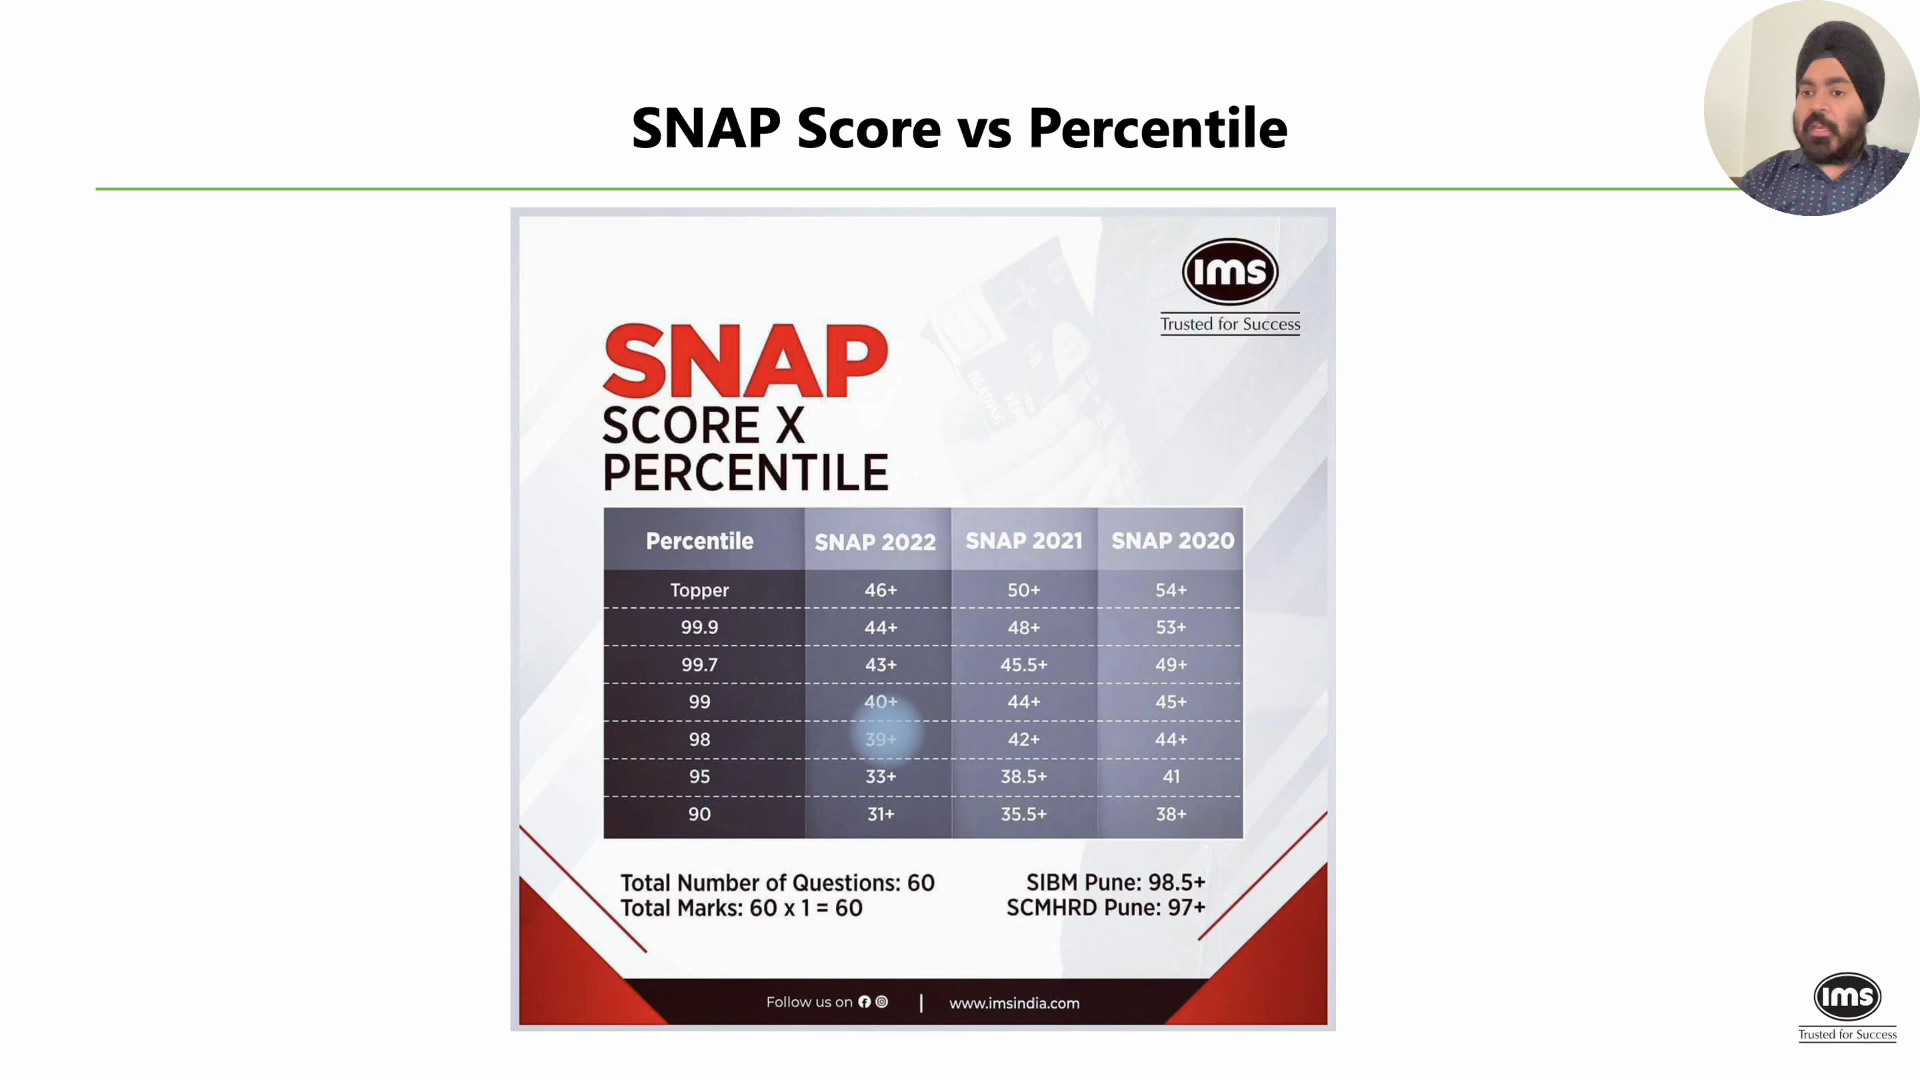 SNAP Score vs Percentile
ims
Trusted for Success
SNAP
SCORE X
PERCENTILE
Percentile SNAP 2022 SNAP 2021 SNAP 2020
Topper 46+ 50+ 54+
99.9 44+ 48+ 53+
99.7 43+ 45.5+ 49+
99 40+ 44+ 45+
98 39+ 42+ 44+
95 33+ 38.5+ 41
90 31+ 35.5+ 38+
Total Number of Questions: 60
Total Marks: 60 x 1 = 60
SIBM Pune: 98.5+
SCMHRD Pune: 97+
Follow us on | www.imsindia.com
ims
Trusted for Success